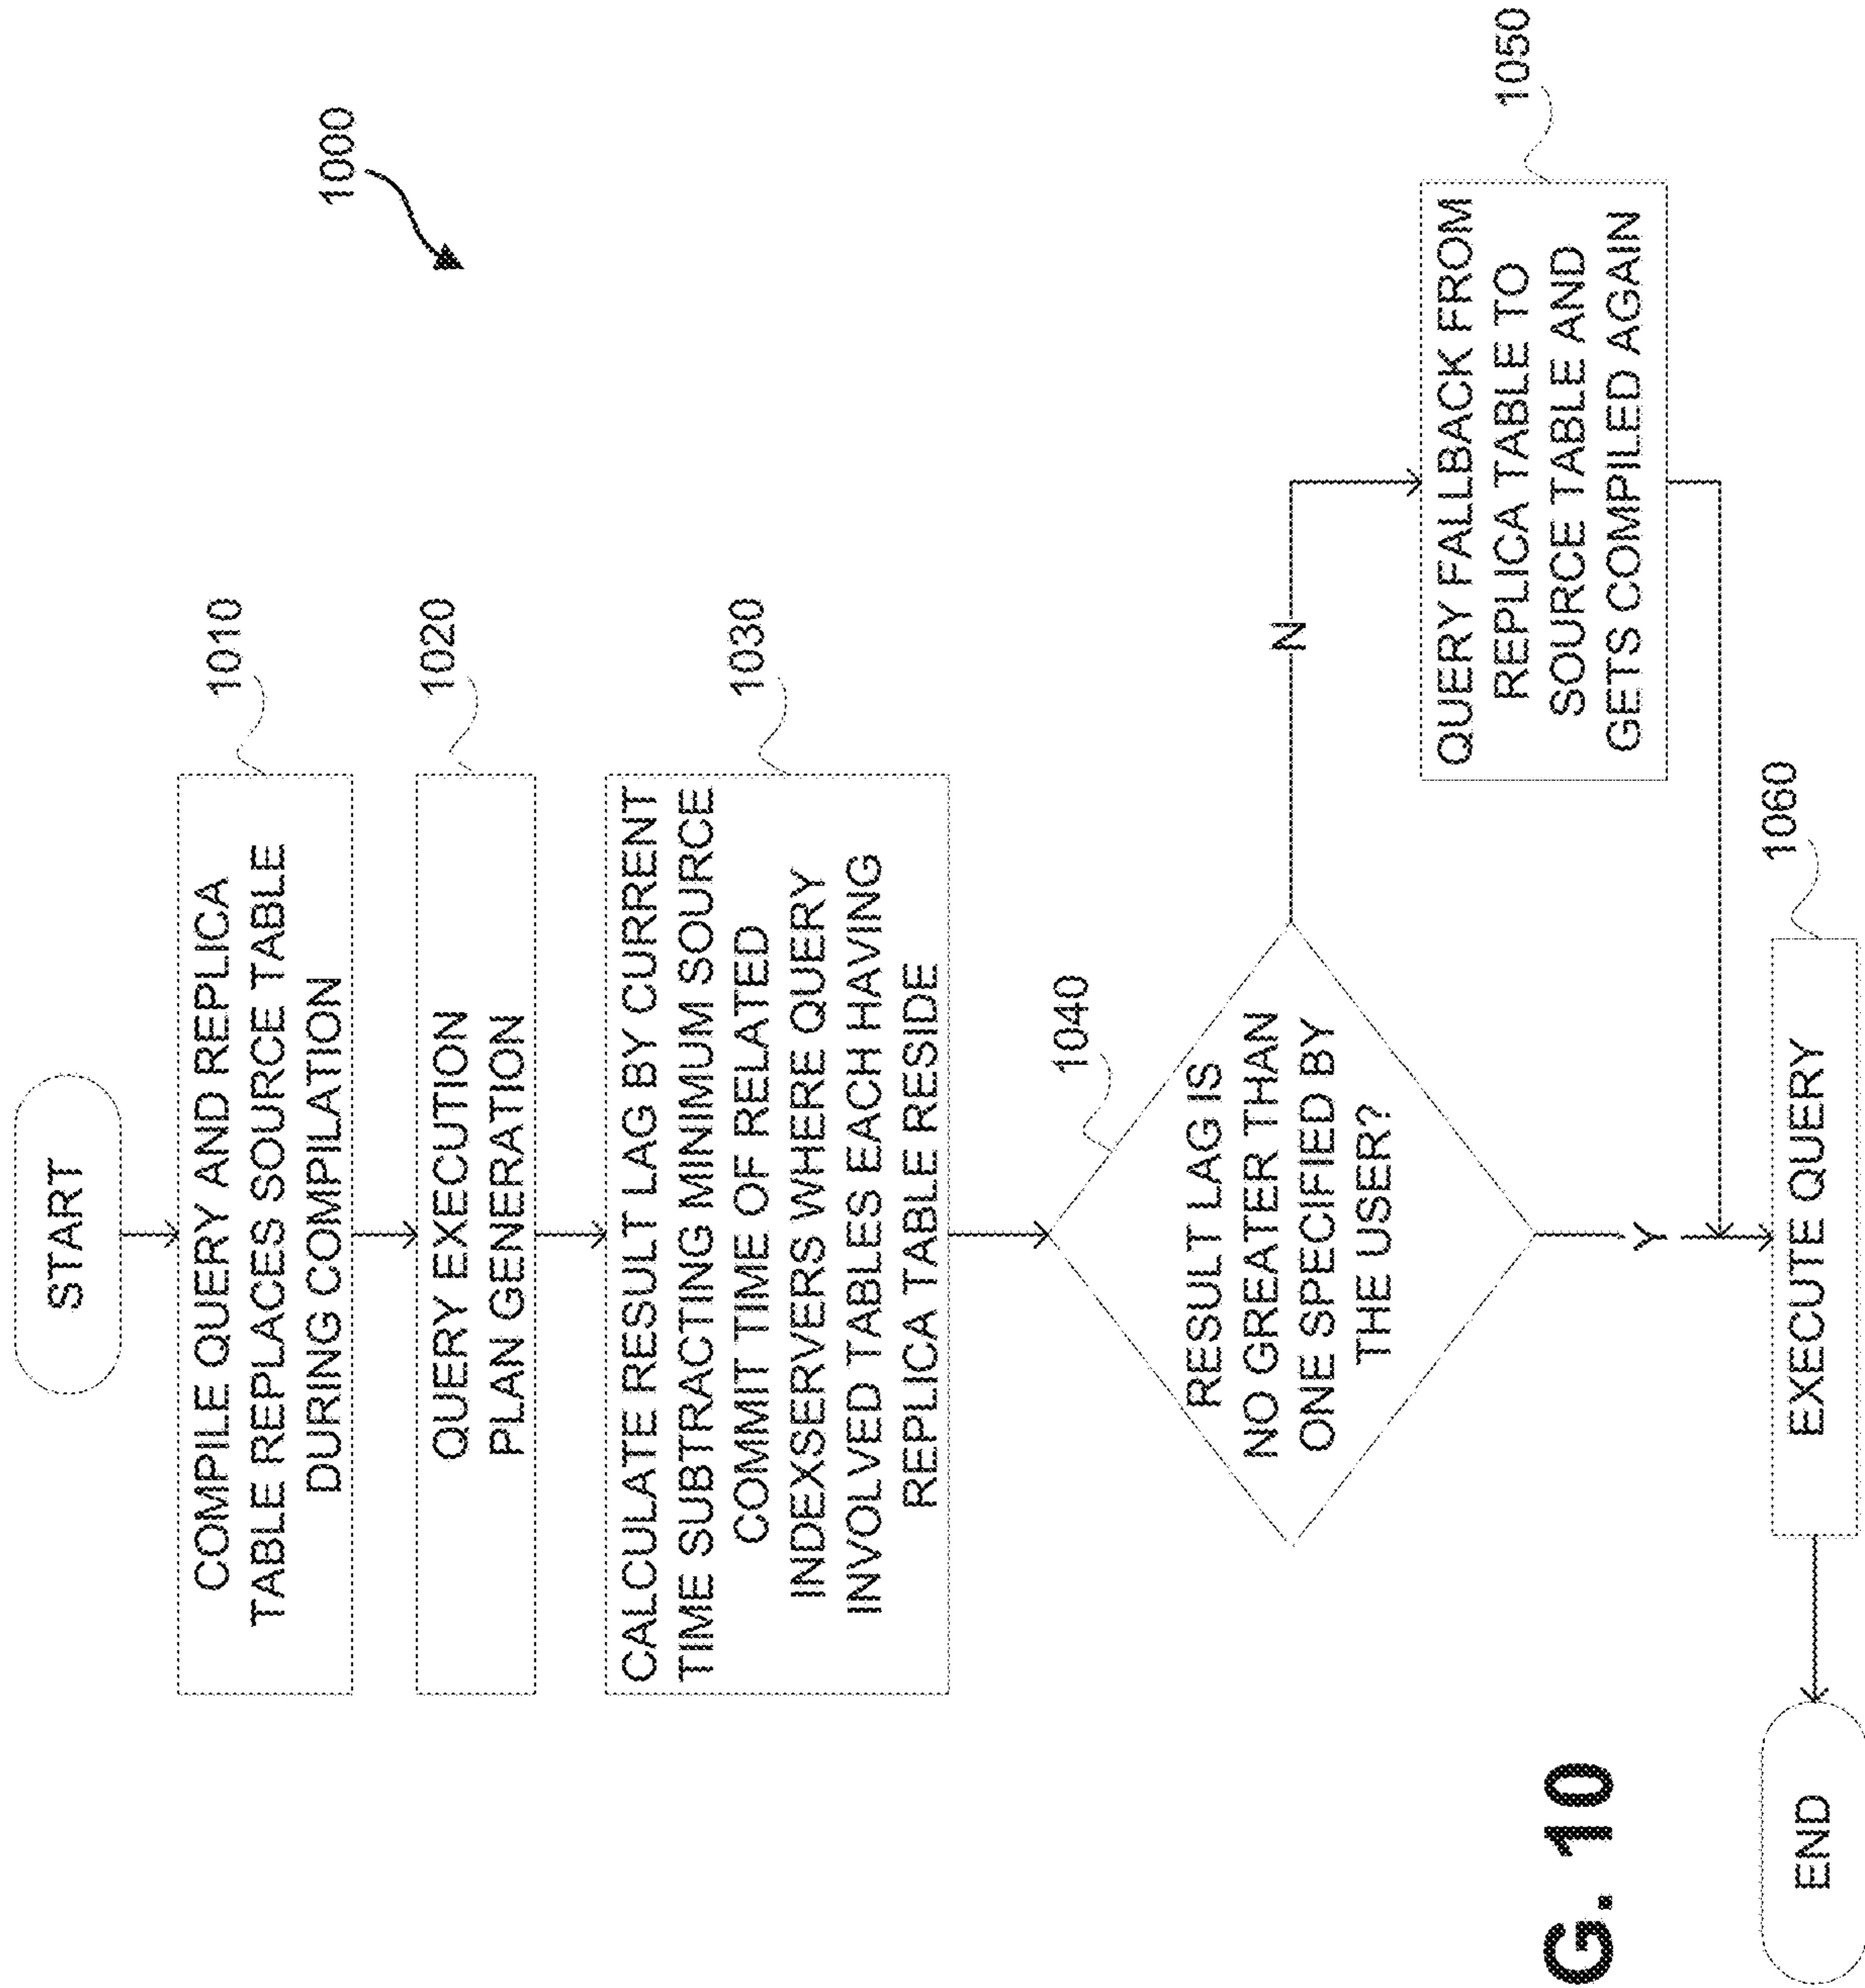 START
1000
1010
COMPILE QUERY AND REPLICA
TABLE REPLACES SOURCE TABLE
DURING COMPILATION
1020
QUERY EXECUTION
PLAN GENERATION
1030
CALCULATE RESULT LAG BY CURRENT
TIME SUBTRACTING MINIMUM SOURCE
COMMIT TIME OF RELATED
INDEXSERVERS WHERE QUERY
INVOLVED TABLES EACH HAVING
REPLICA TABLE RESIDE
1040
RESULT LAG IS
NO GREATER THAN
ONE SPECIFIED BY
THE USER?
N
1050
QUERY FALLBACK FROM
REPLICA TABLE TO
SOURCE TABLE AND
GETS COMPILED AGAIN
Y
1060
EXECUTE QUERY
END
G. 10